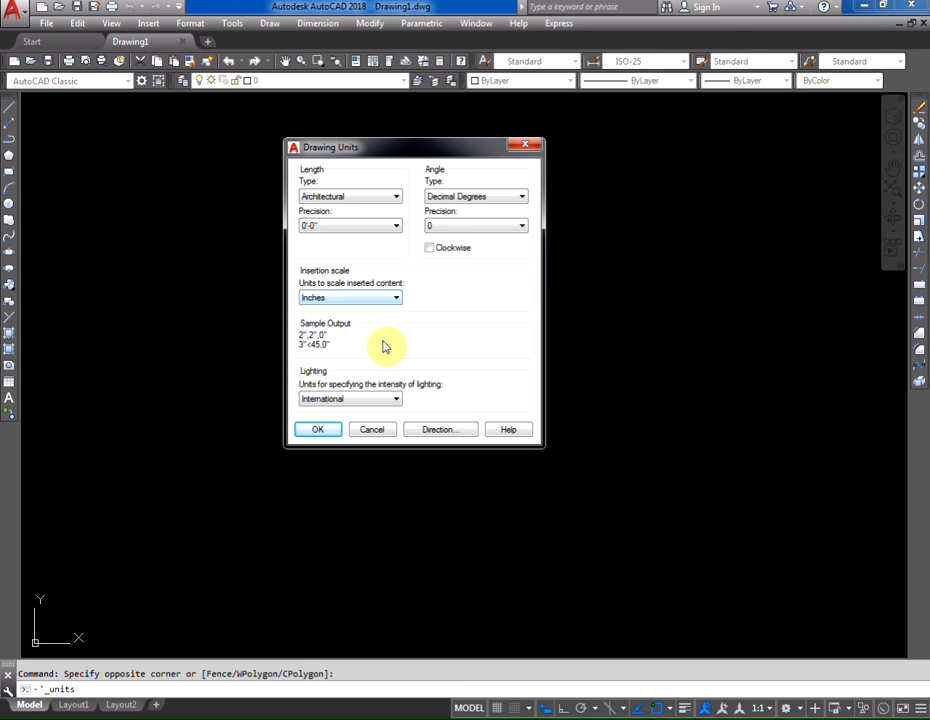 Autodesk AutoCAD 2018 Drawing1.dwg
Type a keyword or phrase
Sign In
File Edit View Insert Format Tools Draw Dimension Modify Parametric Window Help Express
Start
Drawing1
Standard
ISO-25
Standard
Standard
AutoCAD Classic
0
ByLayer
ByLayer
ByLayer
ByColor
Drawing Units
Length
Type:
Architectural
Precision:
0'-0"
Angle
Type:
Decimal Degrees
Precision:
0
Clockwise
Insertion scale
Units to scale inserted content:
Inches
Sample Output
2",2",0"
3"<45,0"
Lighting
Units for specifying the intensity of lighting:
International
OK Cancel Direction... Help
Y
X
Command: Specify opposite corner or [Fence/WPolygon/CPolygon]:
'_units
Model Layout1 Layout2 +
MODEL
1:1